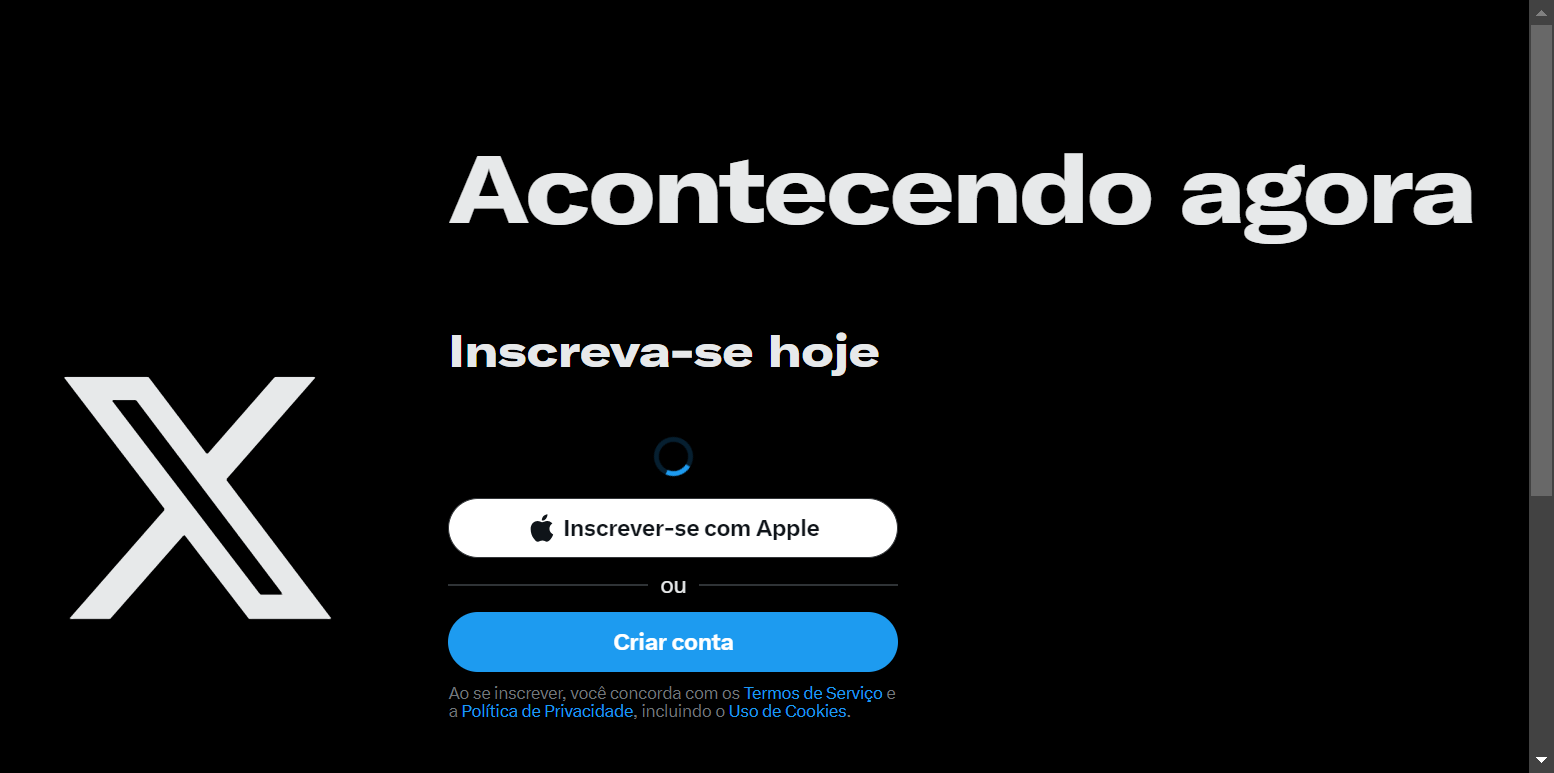 Acontecendo agora
Inscreva-se hoje
Inscrever-se com Apple
ou
Criar conta
Ao se inscrever, você concorda com os Termos de Serviço e
a Política de Privacidade, incluindo o Uso de Cookies.